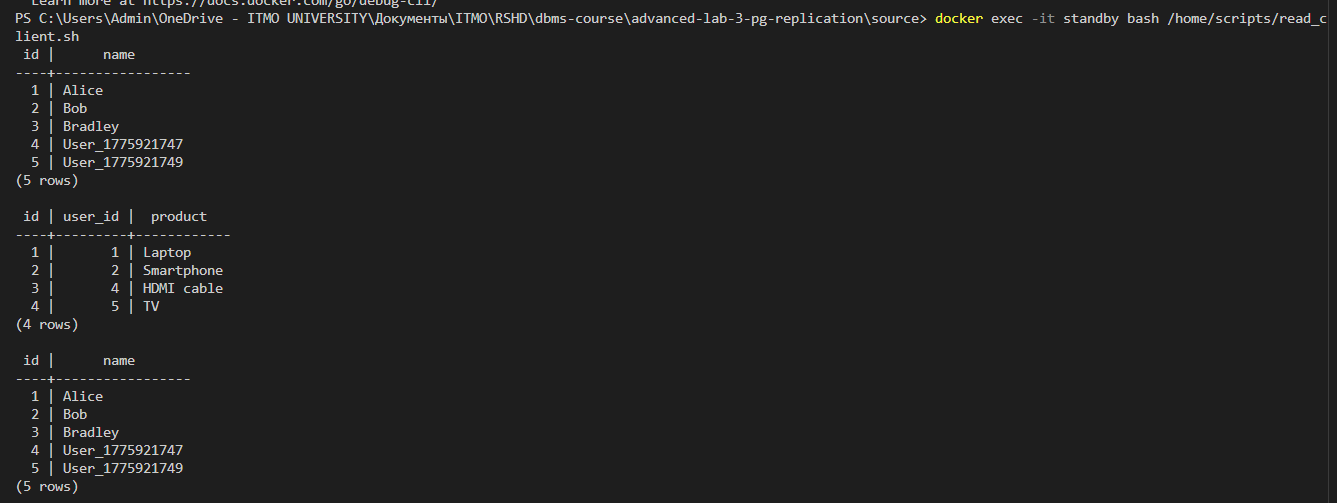 Learn more at https://docs.docker.com/go/debug-cli/
PS C:\Users\Admin\OneDrive - ITMO UNIVERSITY\Документы\ITMO\RSHD\dbms-course\advanced-lab-3-pg-replication\source> docker exec -it standby bash /home/scripts/read_c
lient.sh
 id |      name
----+-----------------
  1 | Alice
  2 | Bob
  3 | Bradley
  4 | User_1775921747
  5 | User_1775921749
(5 rows)

 id | user_id |  product
----+---------+------------
  1 |       1 | Laptop
  2 |       2 | Smartphone
  3 |       4 | HDMI cable
  4 |       5 | TV
(4 rows)

 id |      name
----+-----------------
  1 | Alice
  2 | Bob
  3 | Bradley
  4 | User_1775921747
  5 | User_1775921749
(5 rows)